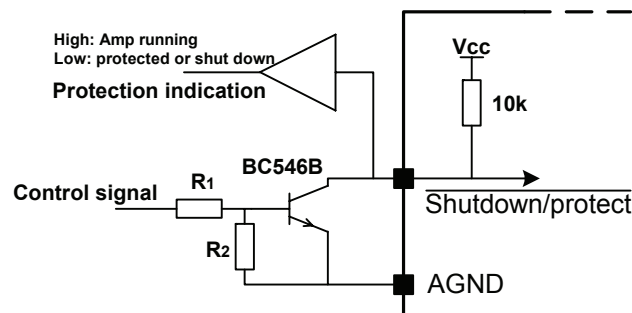 High: Amp running
Low: protected or shut down
Protection indication
Vcc
10k
BC546B
Control signal
R1
R2
Shutdown/protect
AGND